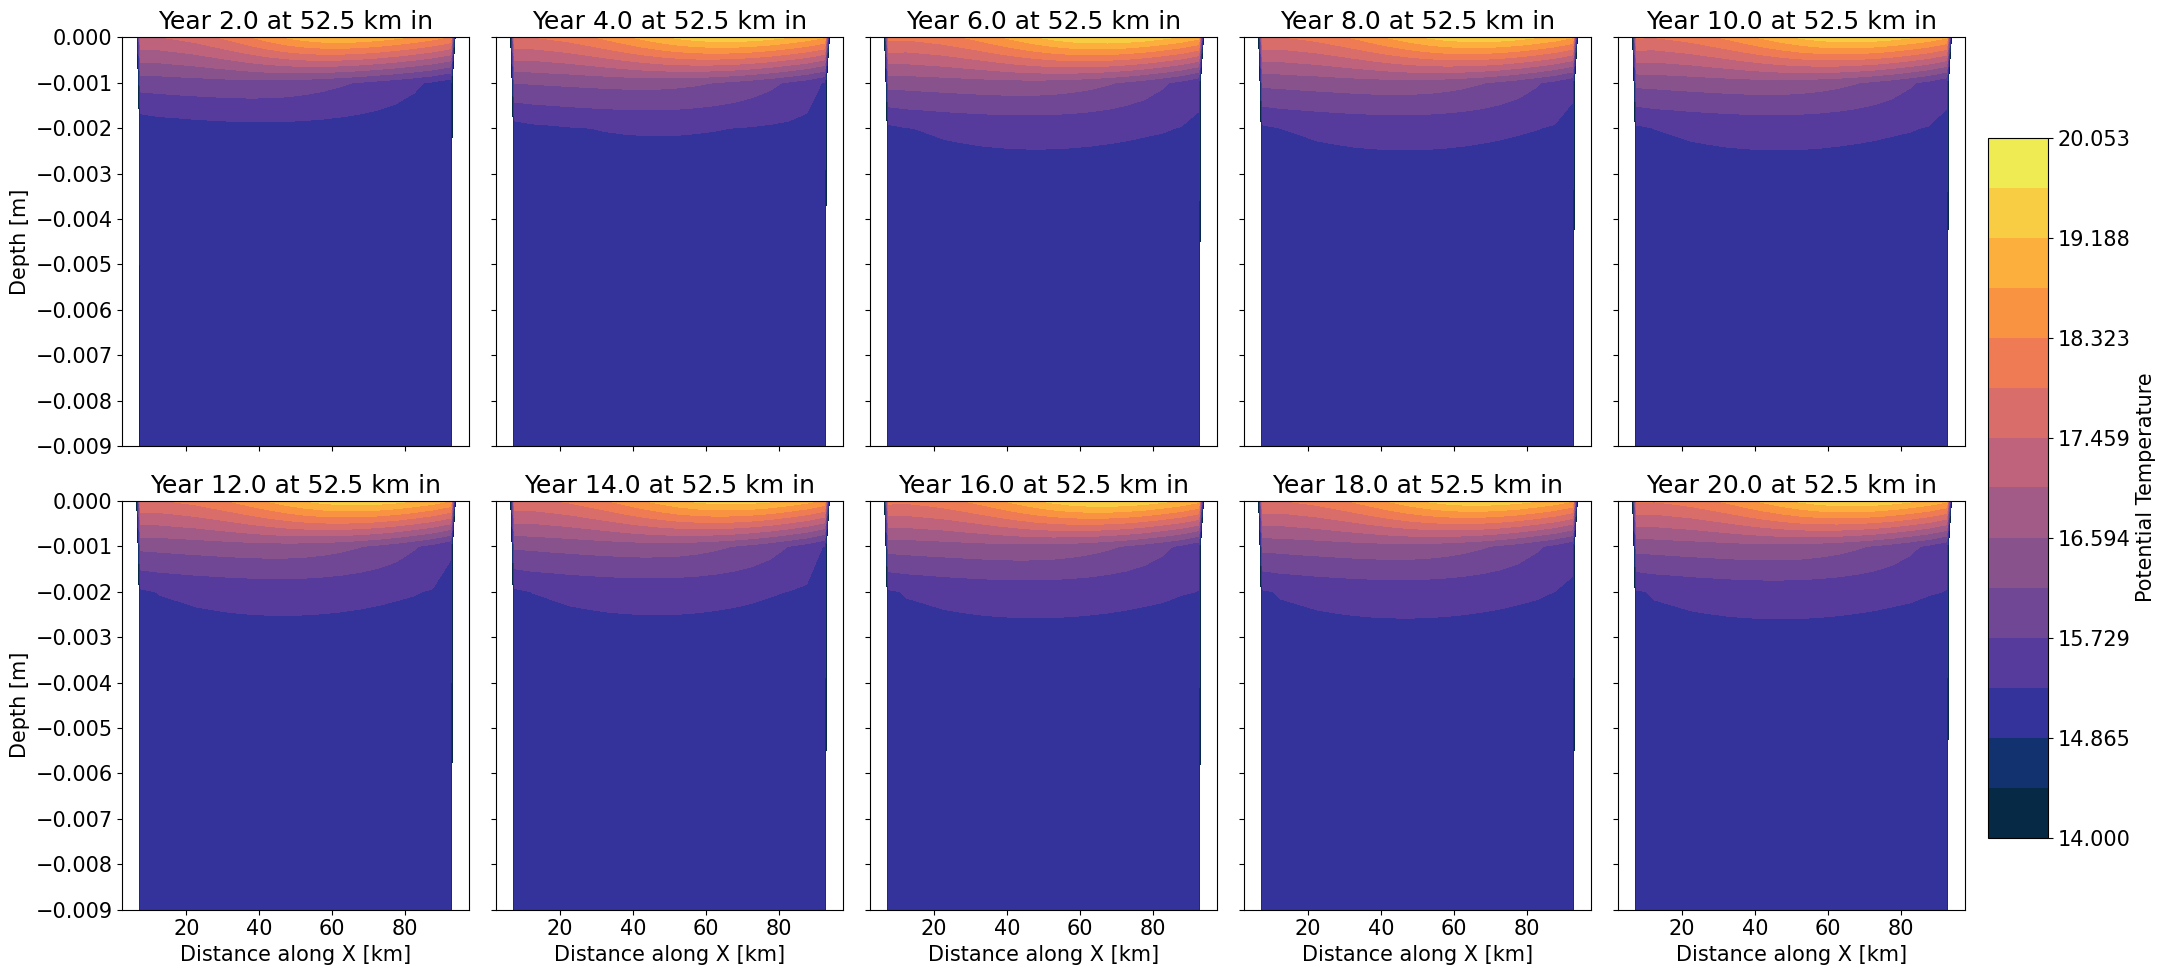 Year 2.0 at 52.5 km in
Year 4.0 at 52.5 km in
Year 6.0 at 52.5 km in
Year 8.0 at 52.5 km in
Year 10.0 at 52.5 km in
0.000
−0.001
−0.002
−0.003
−0.004
−0.005
−0.006
−0.007
−0.008
−0.009
Depth [m]
Year 12.0 at 52.5 km in
Year 14.0 at 52.5 km in
Year 16.0 at 52.5 km in
Year 18.0 at 52.5 km in
Year 20.0 at 52.5 km in
0.000
−0.001
−0.002
−0.003
−0.004
−0.005
−0.006
−0.007
−0.008
−0.009
Depth [m]
20 40 60 80
20 40 60 80
20 40 60 80
20 40 60 80
20 40 60 80
Distance along X [km]
Distance along X [km]
Distance along X [km]
Distance along X [km]
Distance along X [km]
20.053
19.188
18.323
17.459
16.594
15.729
14.865
14.000
Potential Temperature